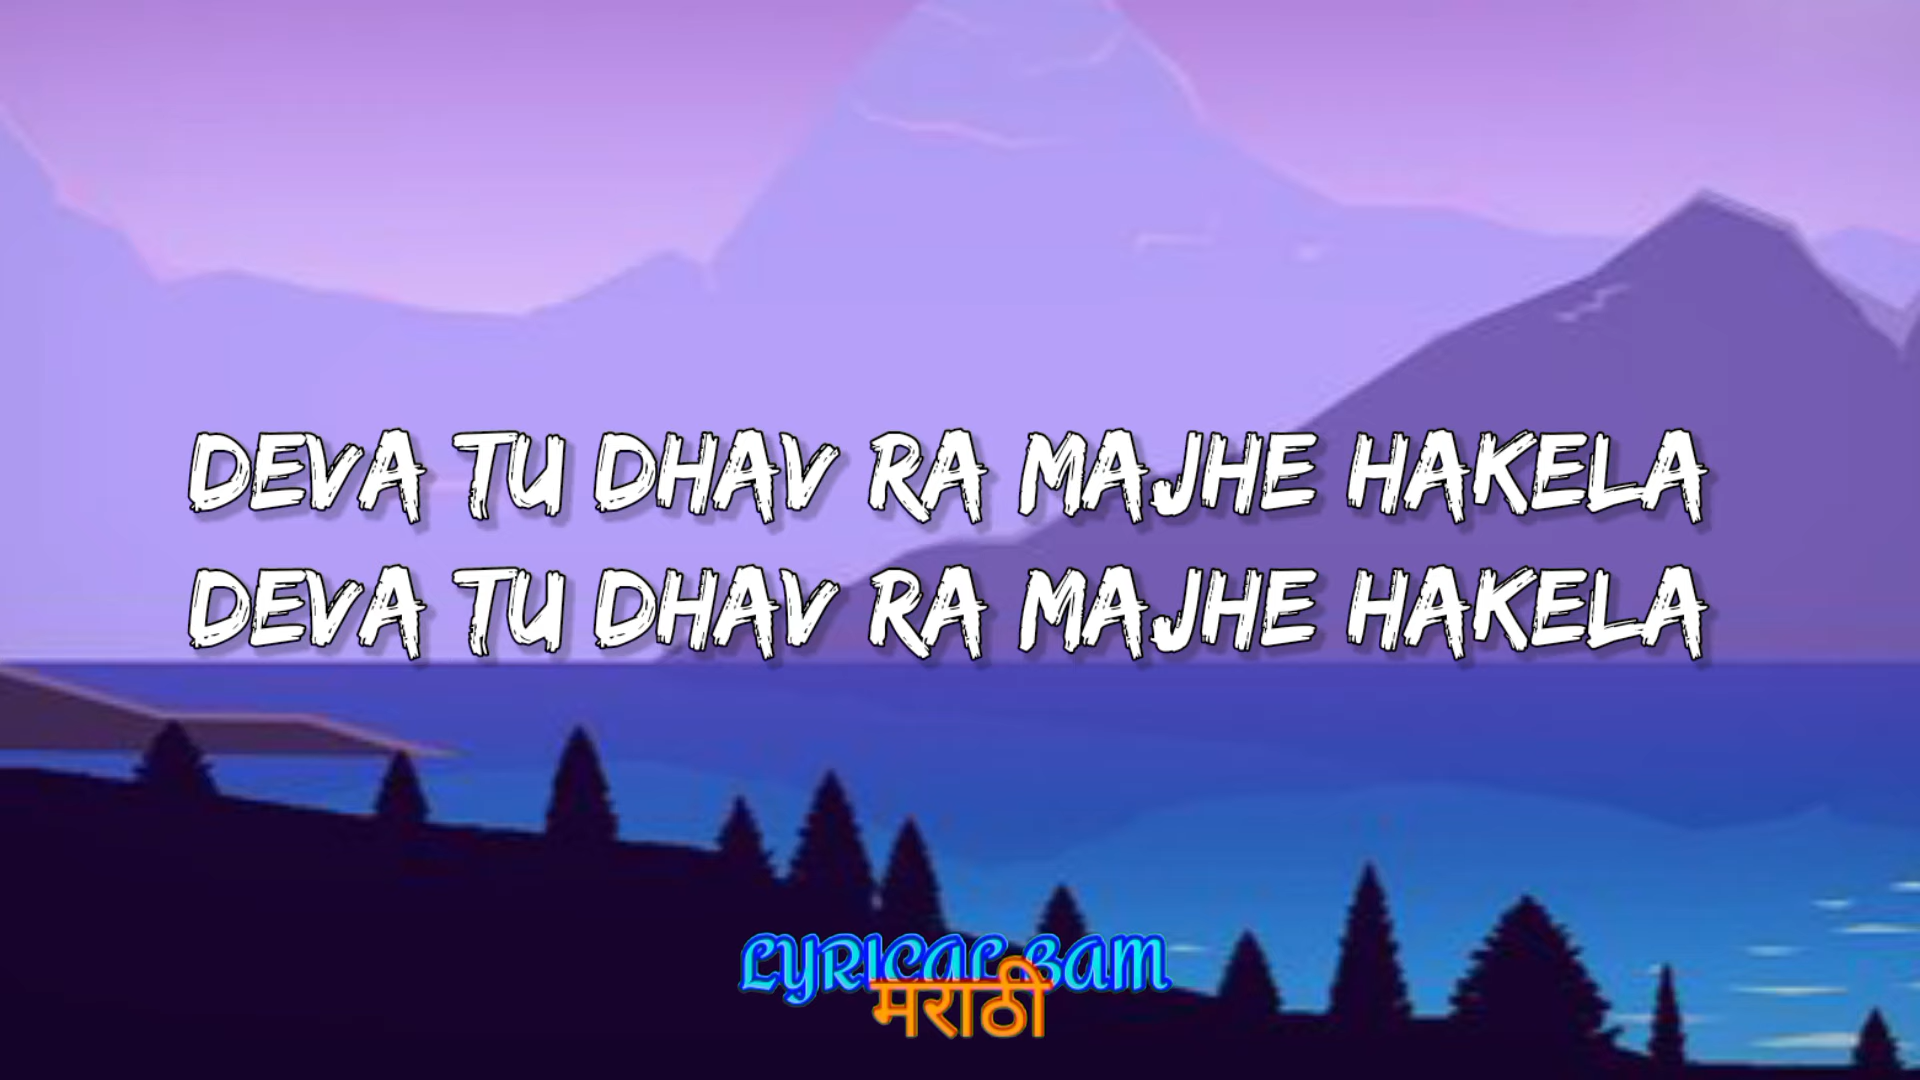 DEVA TU DHAV RA MAJHE HAKELA
DEVA TU DHAV RA MAJHE HAKELA
LYRICAL BAM
मराठी